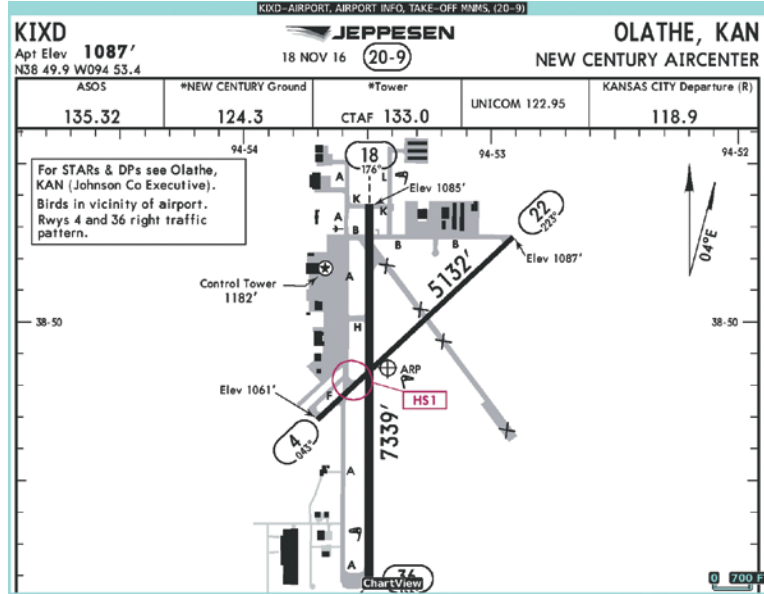 KIXD-AIRPORT, AIRPORT INFO, TAKE-OFF MNMS, (20-9)
KIXD
JEPPESEN
OLATHE, KAN
Apt Elev 1087'
18 NOV 16
20-9
NEW CENTURY AIRCENTER
N38 49.9 W094 53.4
ASOS
*NEW CENTURY Ground
*Tower
KANSAS CITY Departure (R)
135.32
124.3
CTAF 133.0
UNICOM 122.95
118.9
94-54
94-53
94-52
For STARs & DPs see Olathe,
KAN (Johnson Co Executive).
Birds in vicinity of airport.
Rwys 4 and 36 right traffic
pattern.
18
176°
A
L
Elev 1085'
K
K
A
B
B
B
22
223°
Elev 1087'
04°E
Control Tower
1182'
A
5132'
38-50
38-50
H
ARP
Elev 1061'
F
HS1
4
043°
7339'
A
A
ChartView
0 700 F